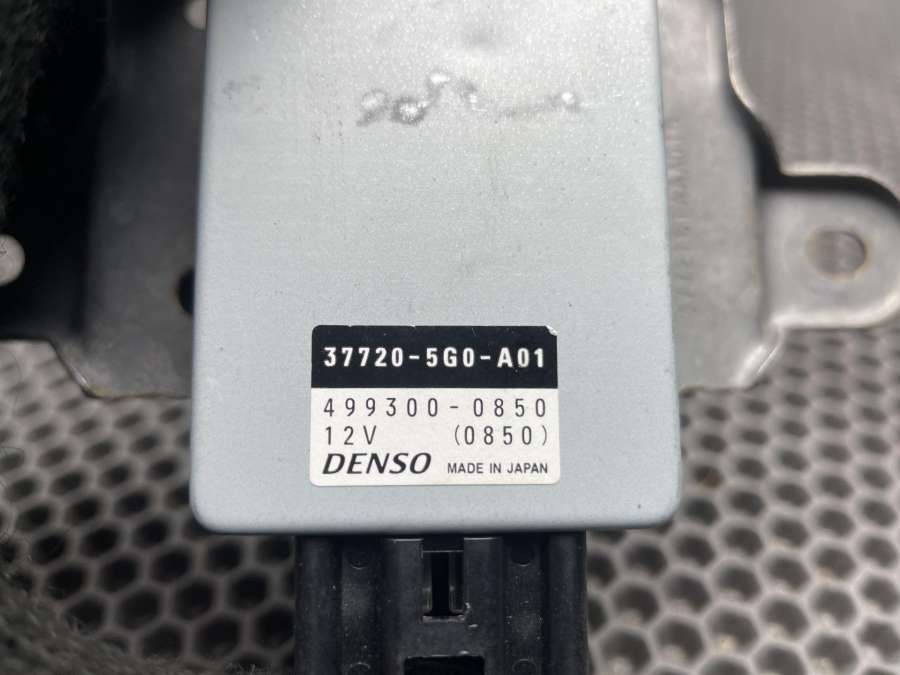 37720-5G0-A01
499300-0850
12V (0850)
DENSO MADE IN JAPAN